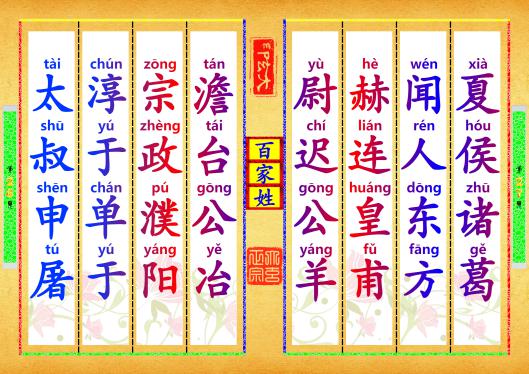 xià hóu zhū gě
夏侯诸葛
wén rén dōng fāng
闻人东方
hè lián huáng fǔ
赫连皇甫
yù chí gōng yáng
尉迟公羊
百家姓
tán tái gōng yě
澹台公冶
zōng zhèng pú yáng
宗政濮阳
chún yú chán yú
淳于单于
tài shū shēn tú
太叔申屠